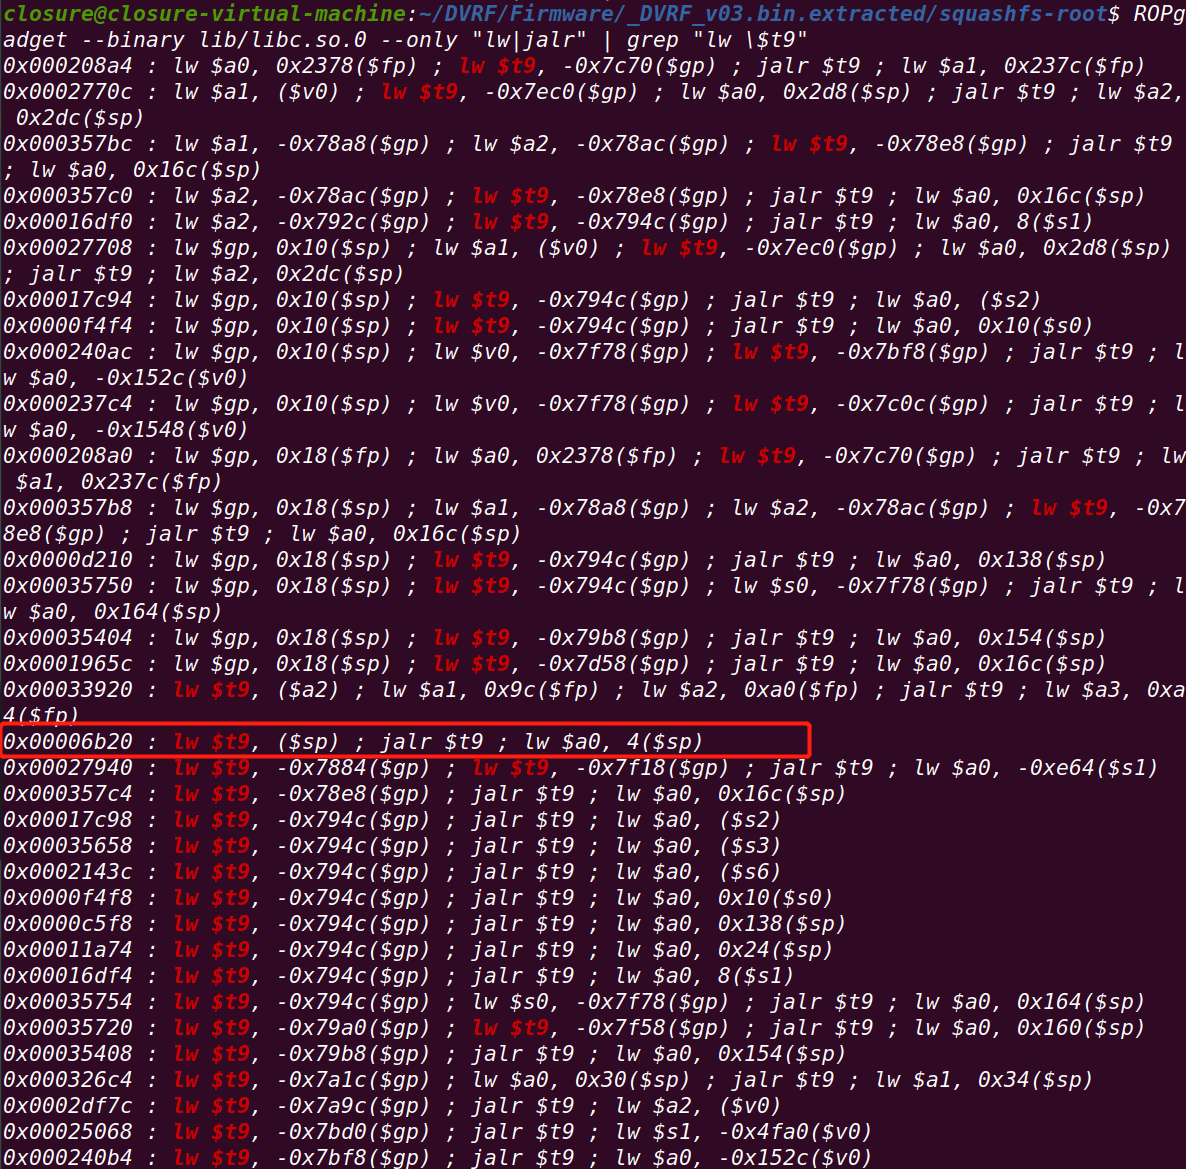 closure@closure-virtual-machine:~/DVRF/Firmware/_DVRF_v03.bin.extracted/squashfs-root$ ROPg
adget --binary lib/libc.so.0 --only "lw|jalr" | grep "lw \$t9"
0x000208a4 : lw $a0, 0x2378($fp) ; lw $t9, -0x7c70($gp) ; jalr $t9 ; lw $a1, 0x237c($fp)
0x0002770c : lw $a1, ($v0) ; lw $t9, -0x7ec0($gp) ; lw $a0, 0x2d8($sp) ; jalr $t9 ; lw $a2,
 0x2dc($sp)
0x000357bc : lw $a1, -0x78a8($gp) ; lw $a2, -0x78ac($gp) ; lw $t9, -0x78e8($gp) ; jalr $t9
; lw $a0, 0x16c($sp)
0x000357c0 : lw $a2, -0x78ac($gp) ; lw $t9, -0x78e8($gp) ; jalr $t9 ; lw $a0, 0x16c($sp)
0x00016df0 : lw $a2, -0x792c($gp) ; lw $t9, -0x794c($gp) ; jalr $t9 ; lw $a0, 8($s1)
0x00027708 : lw $gp, 0x10($sp) ; lw $a1, ($v0) ; lw $t9, -0x7ec0($gp) ; lw $a0, 0x2d8($sp)
; jalr $t9 ; lw $a2, 0x2dc($sp)
0x00017c94 : lw $gp, 0x10($sp) ; lw $t9, -0x794c($gp) ; jalr $t9 ; lw $a0, ($s2)
0x0000f4f4 : lw $gp, 0x10($sp) ; lw $t9, -0x794c($gp) ; jalr $t9 ; lw $a0, 0x10($s0)
0x000240ac : lw $gp, 0x10($sp) ; lw $v0, -0x7f78($gp) ; lw $t9, -0x7bf8($gp) ; jalr $t9 ; l
w $a0, -0x152c($v0)
0x000237c4 : lw $gp, 0x10($sp) ; lw $v0, -0x7f78($gp) ; lw $t9, -0x7c0c($gp) ; jalr $t9 ; l
w $a0, -0x1548($v0)
0x000208a0 : lw $gp, 0x18($fp) ; lw $a0, 0x2378($fp) ; lw $t9, -0x7c70($gp) ; jalr $t9 ; lw
 $a1, 0x237c($fp)
0x000357b8 : lw $gp, 0x18($sp) ; lw $a1, -0x78a8($gp) ; lw $a2, -0x78ac($gp) ; lw $t9, -0x7
8e8($gp) ; jalr $t9 ; lw $a0, 0x16c($sp)
0x0000d210 : lw $gp, 0x18($sp) ; lw $t9, -0x794c($gp) ; jalr $t9 ; lw $a0, 0x138($sp)
0x00035750 : lw $gp, 0x18($sp) ; lw $t9, -0x794c($gp) ; lw $s0, -0x7f78($gp) ; jalr $t9 ; l
w $a0, 0x164($sp)
0x00035404 : lw $gp, 0x18($sp) ; lw $t9, -0x79b8($gp) ; jalr $t9 ; lw $a0, 0x154($sp)
0x0001965c : lw $gp, 0x18($sp) ; lw $t9, -0x7d58($gp) ; jalr $t9 ; lw $a0, 0x16c($sp)
0x00033920 : lw $t9, ($a2) ; lw $a1, 0x9c($fp) ; lw $a2, 0xa0($fp) ; jalr $t9 ; lw $a3, 0xa
4($fp)
0x00006b20 : lw $t9, ($sp) ; jalr $t9 ; lw $a0, 4($sp)
0x00027940 : lw $t9, -0x7884($gp) ; lw $t9, -0x7f18($gp) ; jalr $t9 ; lw $a0, -0xe64($s1)
0x000357c4 : lw $t9, -0x78e8($gp) ; jalr $t9 ; lw $a0, 0x16c($sp)
0x00017c98 : lw $t9, -0x794c($gp) ; jalr $t9 ; lw $a0, ($s2)
0x00035658 : lw $t9, -0x794c($gp) ; jalr $t9 ; lw $a0, ($s3)
0x0002143c : lw $t9, -0x794c($gp) ; jalr $t9 ; lw $a0, ($s6)
0x0000f4f8 : lw $t9, -0x794c($gp) ; jalr $t9 ; lw $a0, 0x10($s0)
0x0000c5f8 : lw $t9, -0x794c($gp) ; jalr $t9 ; lw $a0, 0x138($sp)
0x00011a74 : lw $t9, -0x794c($gp) ; jalr $t9 ; lw $a0, 0x24($sp)
0x00016df4 : lw $t9, -0x794c($gp) ; jalr $t9 ; lw $a0, 8($s1)
0x00035754 : lw $t9, -0x794c($gp) ; lw $s0, -0x7f78($gp) ; jalr $t9 ; lw $a0, 0x164($sp)
0x00035720 : lw $t9, -0x79a0($gp) ; lw $t9, -0x7f58($gp) ; jalr $t9 ; lw $a0, 0x160($sp)
0x00035408 : lw $t9, -0x79b8($gp) ; jalr $t9 ; lw $a0, 0x154($sp)
0x000326c4 : lw $t9, -0x7a1c($gp) ; lw $a0, 0x30($sp) ; jalr $t9 ; lw $a1, 0x34($sp)
0x0002df7c : lw $t9, -0x7a9c($gp) ; jalr $t9 ; lw $a2, ($v0)
0x00025068 : lw $t9, -0x7bd0($gp) ; jalr $t9 ; lw $s1, -0x4fa0($v0)
0x000240b4 : lw $t9, -0x7bf8($gp) ; jalr $t9 ; lw $a0, -0x152c($v0)